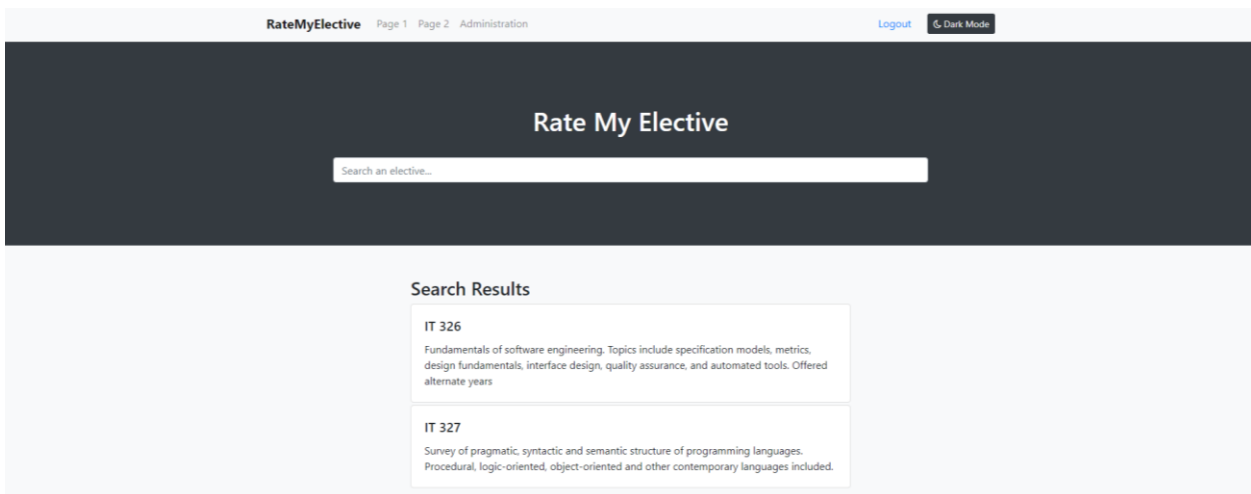 RateMyElective Page 1 Page 2 Administration Logout Dark Mode
Rate My Elective
Search an elective...
Search Results
IT 326
Fundamentals of software engineering. Topics include specification models, metrics,
design fundamentals, interface design, quality assurance, and automated tools. Offered
alternate years
IT 327
Survey of pragmatic, syntactic and semantic structure of programming languages.
Procedural, logic-oriented, object-oriented and other contemporary languages included.